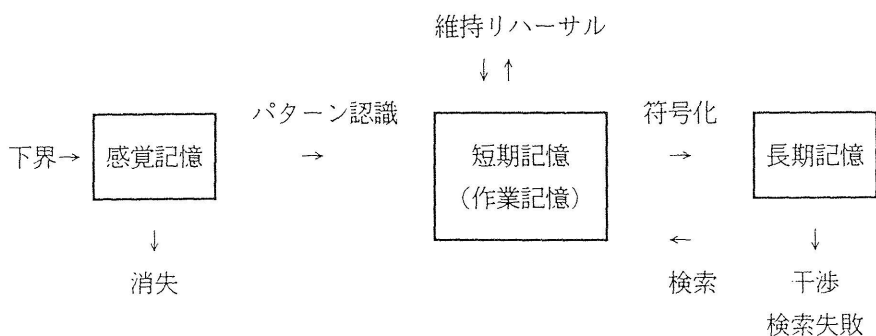 維持リハーサル
↓ ↑
パターン認識
符号化
下界→ 感覚記憶 → 短期記憶 → 長期記憶
(作業記憶)
↓ ← ↓
消失 検索 干渉
検索失敗